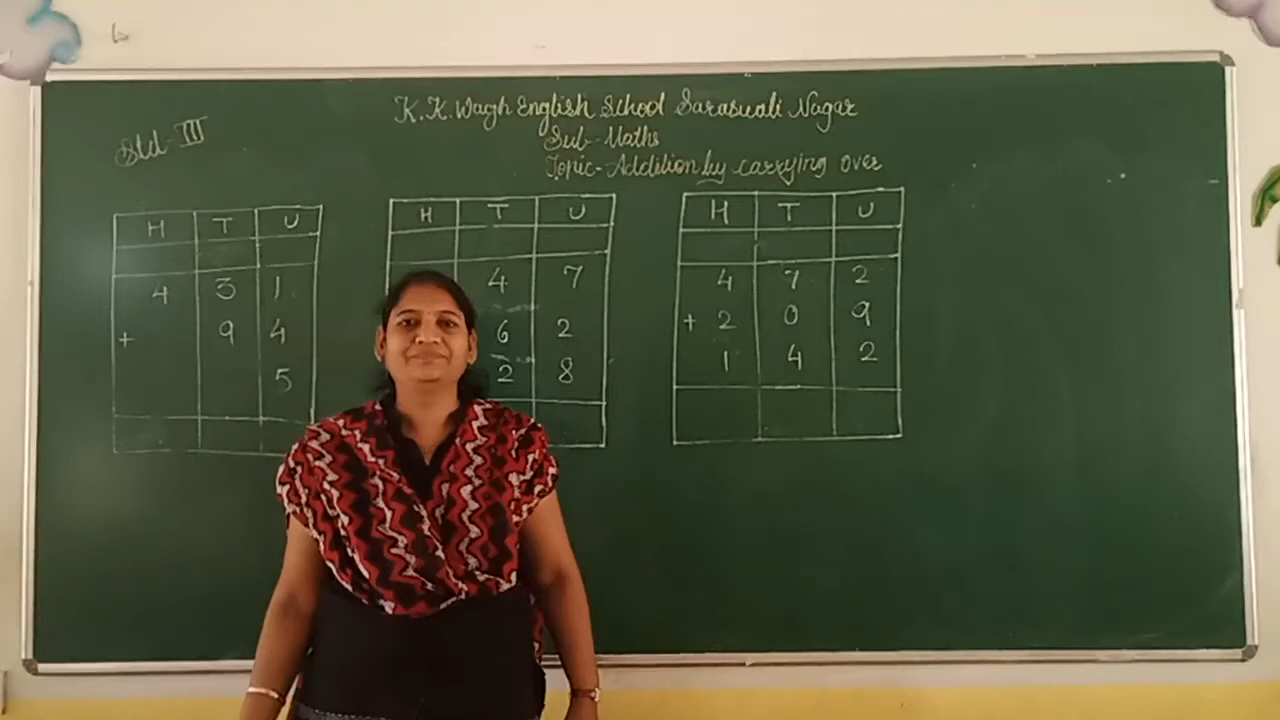 K.K.Wagh English School Saraswati Nagar
Sub-Maths
Std-III
Topic-Addition by carrying over
H T U
4 3 1
+ 9 4
5
H T U
4 7
6 2
2 8
H T U
4 7 2
+ 2 0 9
1 4 2